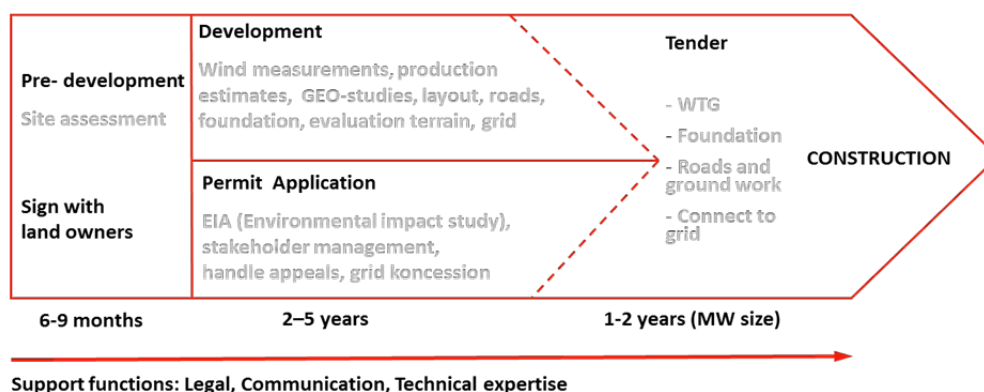 Pre- development
Site assessment
Sign with
land owners
Development
Wind measurements, production
estimates, GEO-studies, layout, roads,
foundation, evaluation terrain, grid
Permit Application
EIA (Environmental impact study),
stakeholder management,
handle appeals, grid koncession
Tender
- WTG
- Foundation
- Roads and
ground work
- Connect to
grid
CONSTRUCTION
6-9 months
2–5 years
1-2 years (MW size)
Support functions: Legal, Communication, Technical expertise